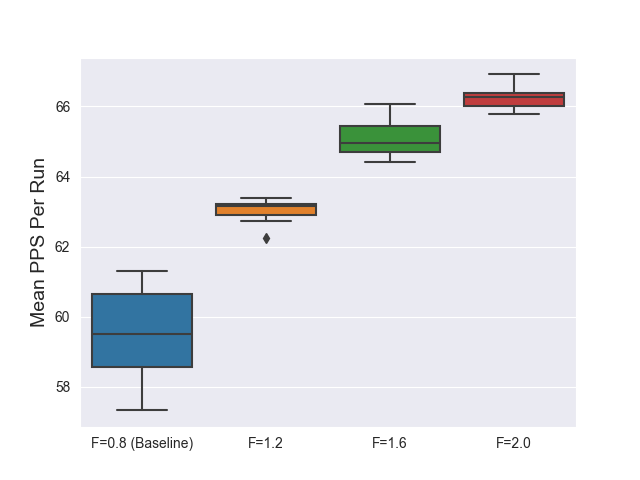 Mean PPS Per Run
66
64
62
60
58
F=0.8 (Baseline)
F=1.2
F=1.6
F=2.0